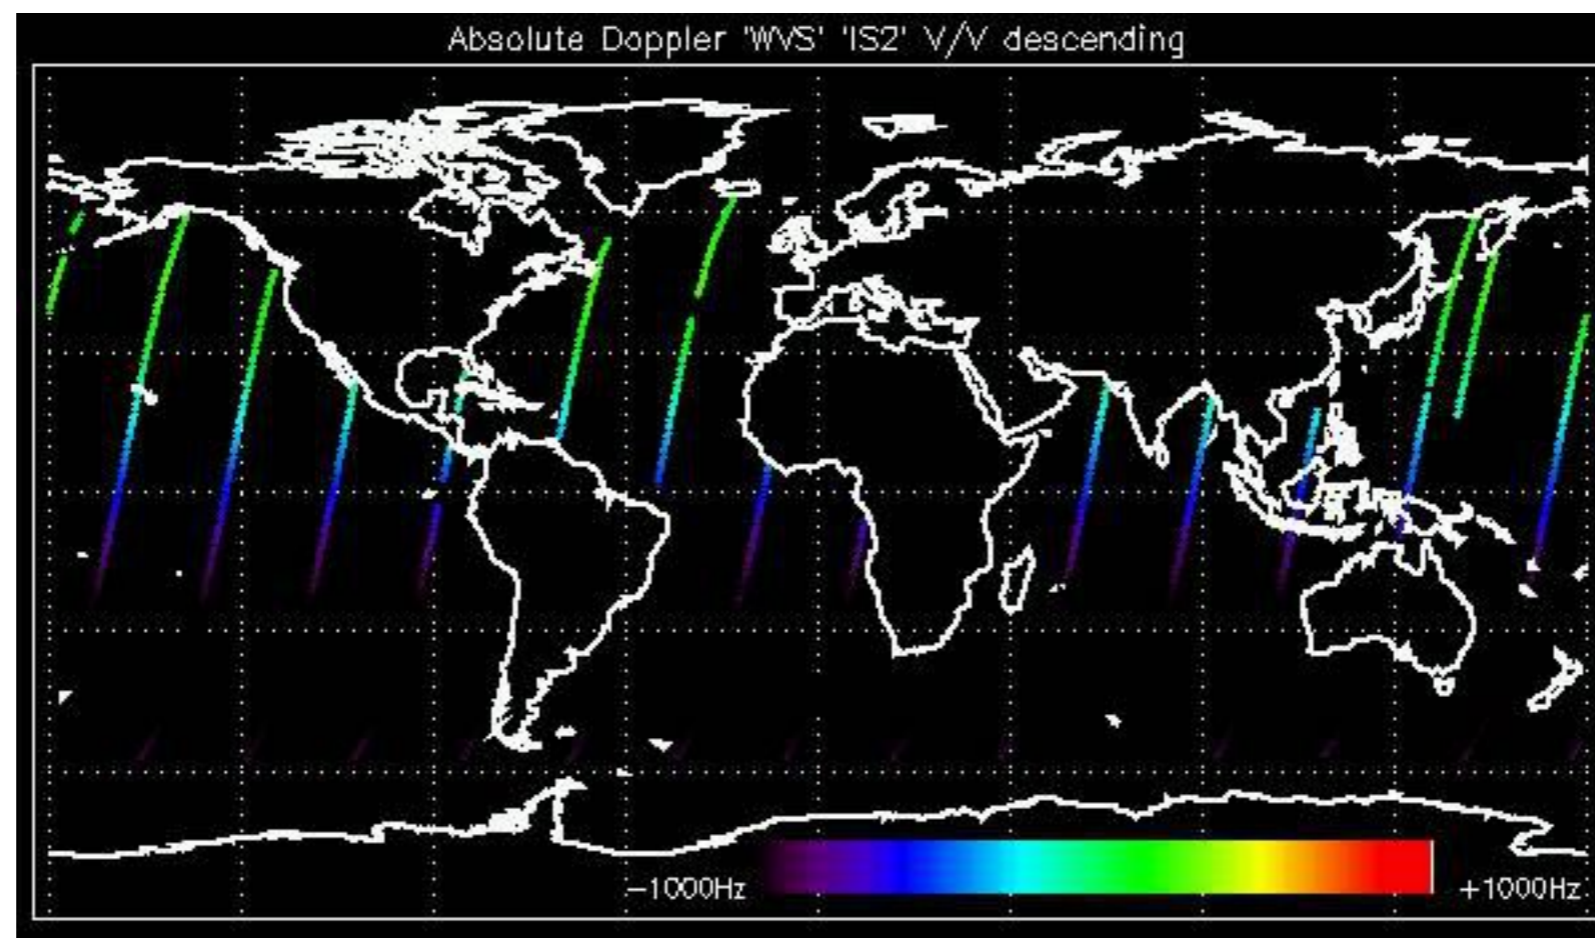 Absolute Doppler 'WVS' 'IS2' V/V descending
-1000Hz
+1000Hz